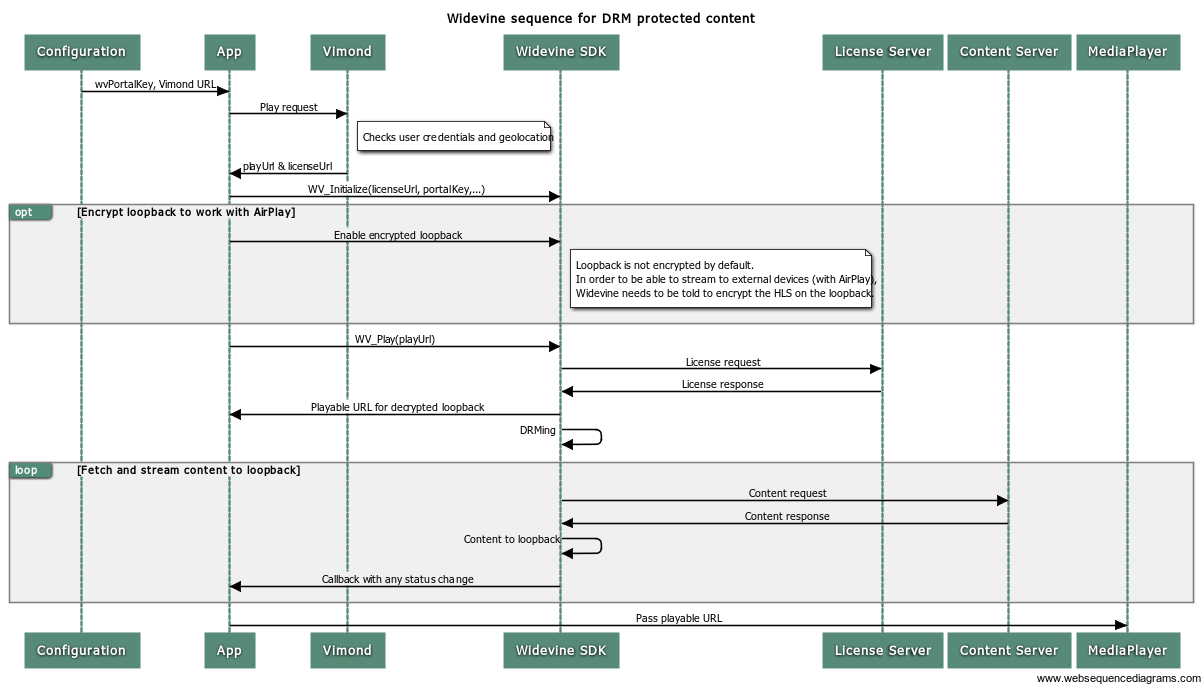 Widevine sequence for DRM protected content
Configuration App Vimond Widevine SDK License Server Content Server MediaPlayer
wvPortalKey, Vimond URL
Play request
Checks user credentials and geolocation
playUrl & licenseUrl
WV_Initialize(licenseUrl, portalKey,...)
opt [Encrypt loopback to work with AirPlay]
Enable encrypted loopback
Loopback is not encrypted by default.
In order to be able to stream to external devices (with AirPlay),
Widevine needs to be told to encrypt the HLS on the loopback.
WV_Play(playUrl)
License request
License response
Playable URL for decrypted loopback
DRMing
loop [Fetch and stream content to loopback]
Content request
Content response
Content to loopback
Callback with any status change
Pass playable URL
Configuration App Vimond Widevine SDK License Server Content Server MediaPlayer
www.websequencediagrams.com